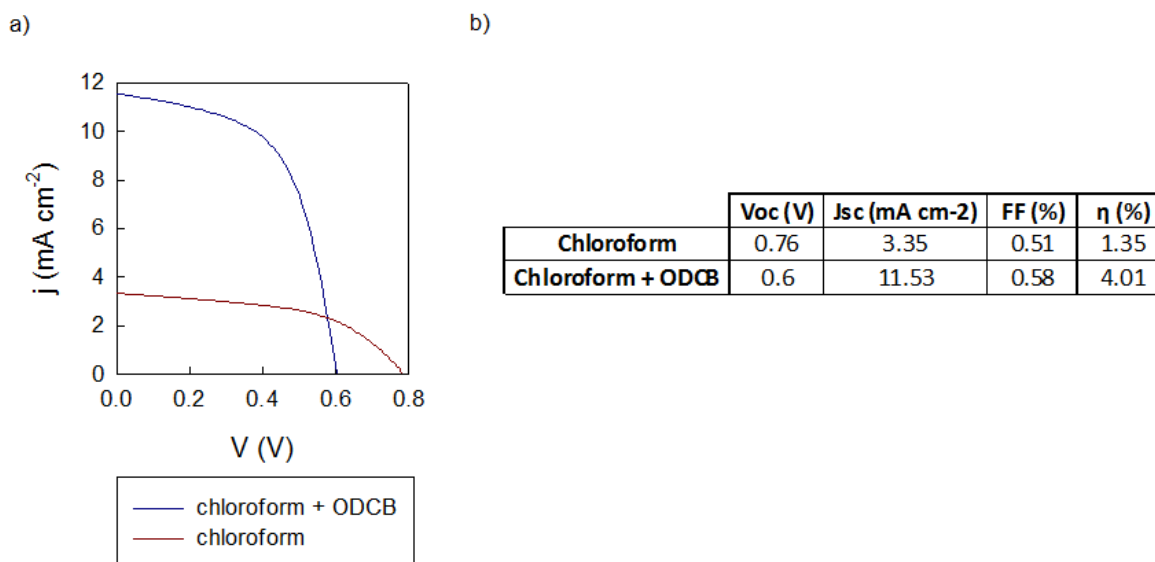 a)
b)
12
10
8
6
4
2
0
j (mA cm-2)
0.0 0.2 0.4 0.6 0.8
V (V)
chloroform + ODCB
chloroform
Voc (V) Jsc (mA cm-2) FF (%) η (%)
Chloroform 0.76 3.35 0.51 1.35
Chloroform + ODCB 0.6 11.53 0.58 4.01